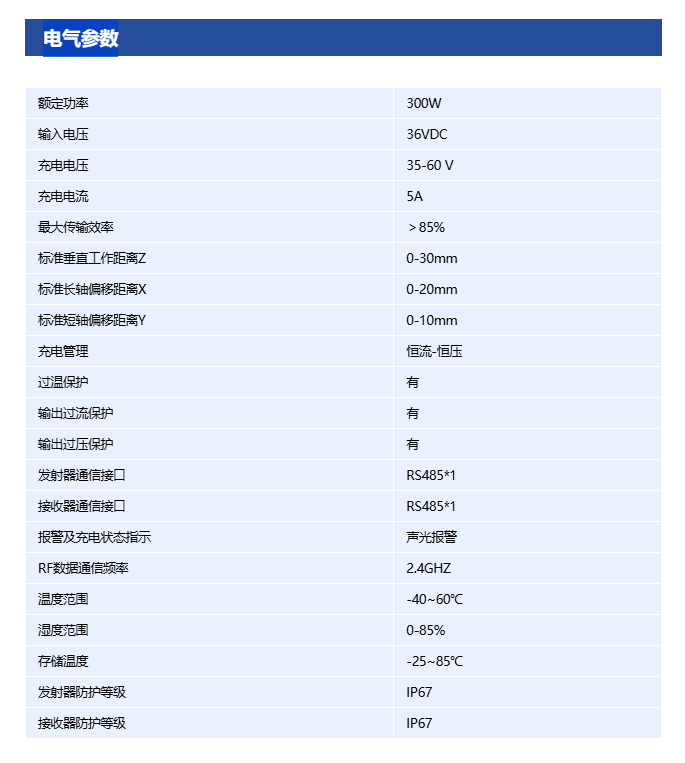 电气参数
额定功率 300W
输入电压 36VDC
充电电压 35-60 V
充电电流 5A
最大传输效率 ＞85%
标准垂直工作距离Z 0-30mm
标准长轴偏移距离X 0-20mm
标准短轴偏移距离Y 0-10mm
充电管理 恒流-恒压
过温保护 有
输出过流保护 有
输出过压保护 有
发射器通信接口 RS485*1
接收器通信接口 RS485*1
报警及充电状态指示 声光报警
RF数据通信频率 2.4GHZ
温度范围 -40~60℃
湿度范围 0-85%
存储温度 -25~85℃
发射器防护等级 IP67
接收器防护等级 IP67